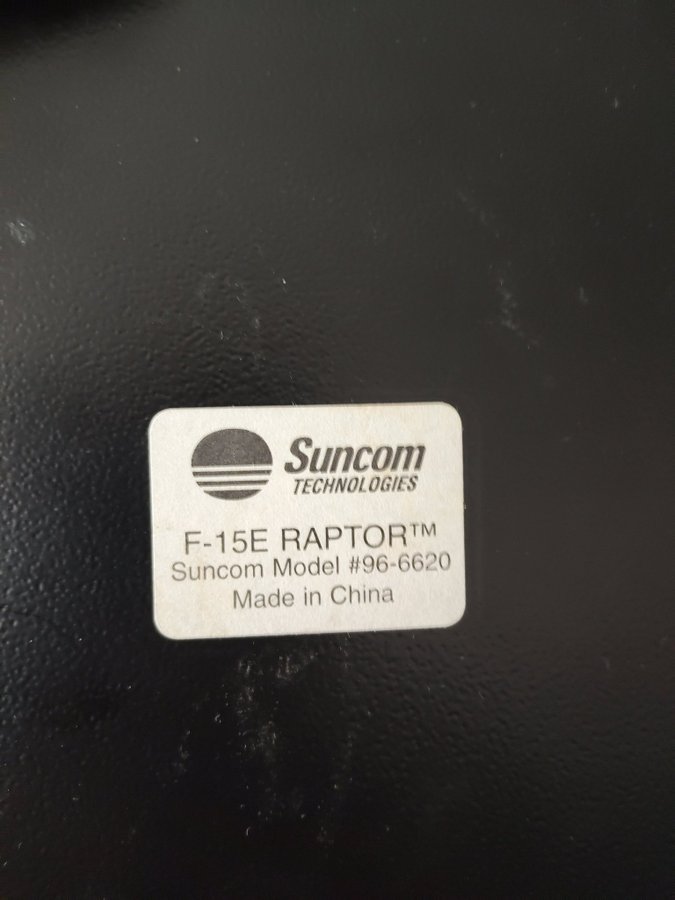 Suncom
TECHNOLOGIES
F-15E RAPTOR™
Suncom Model #96-6620
Made in China